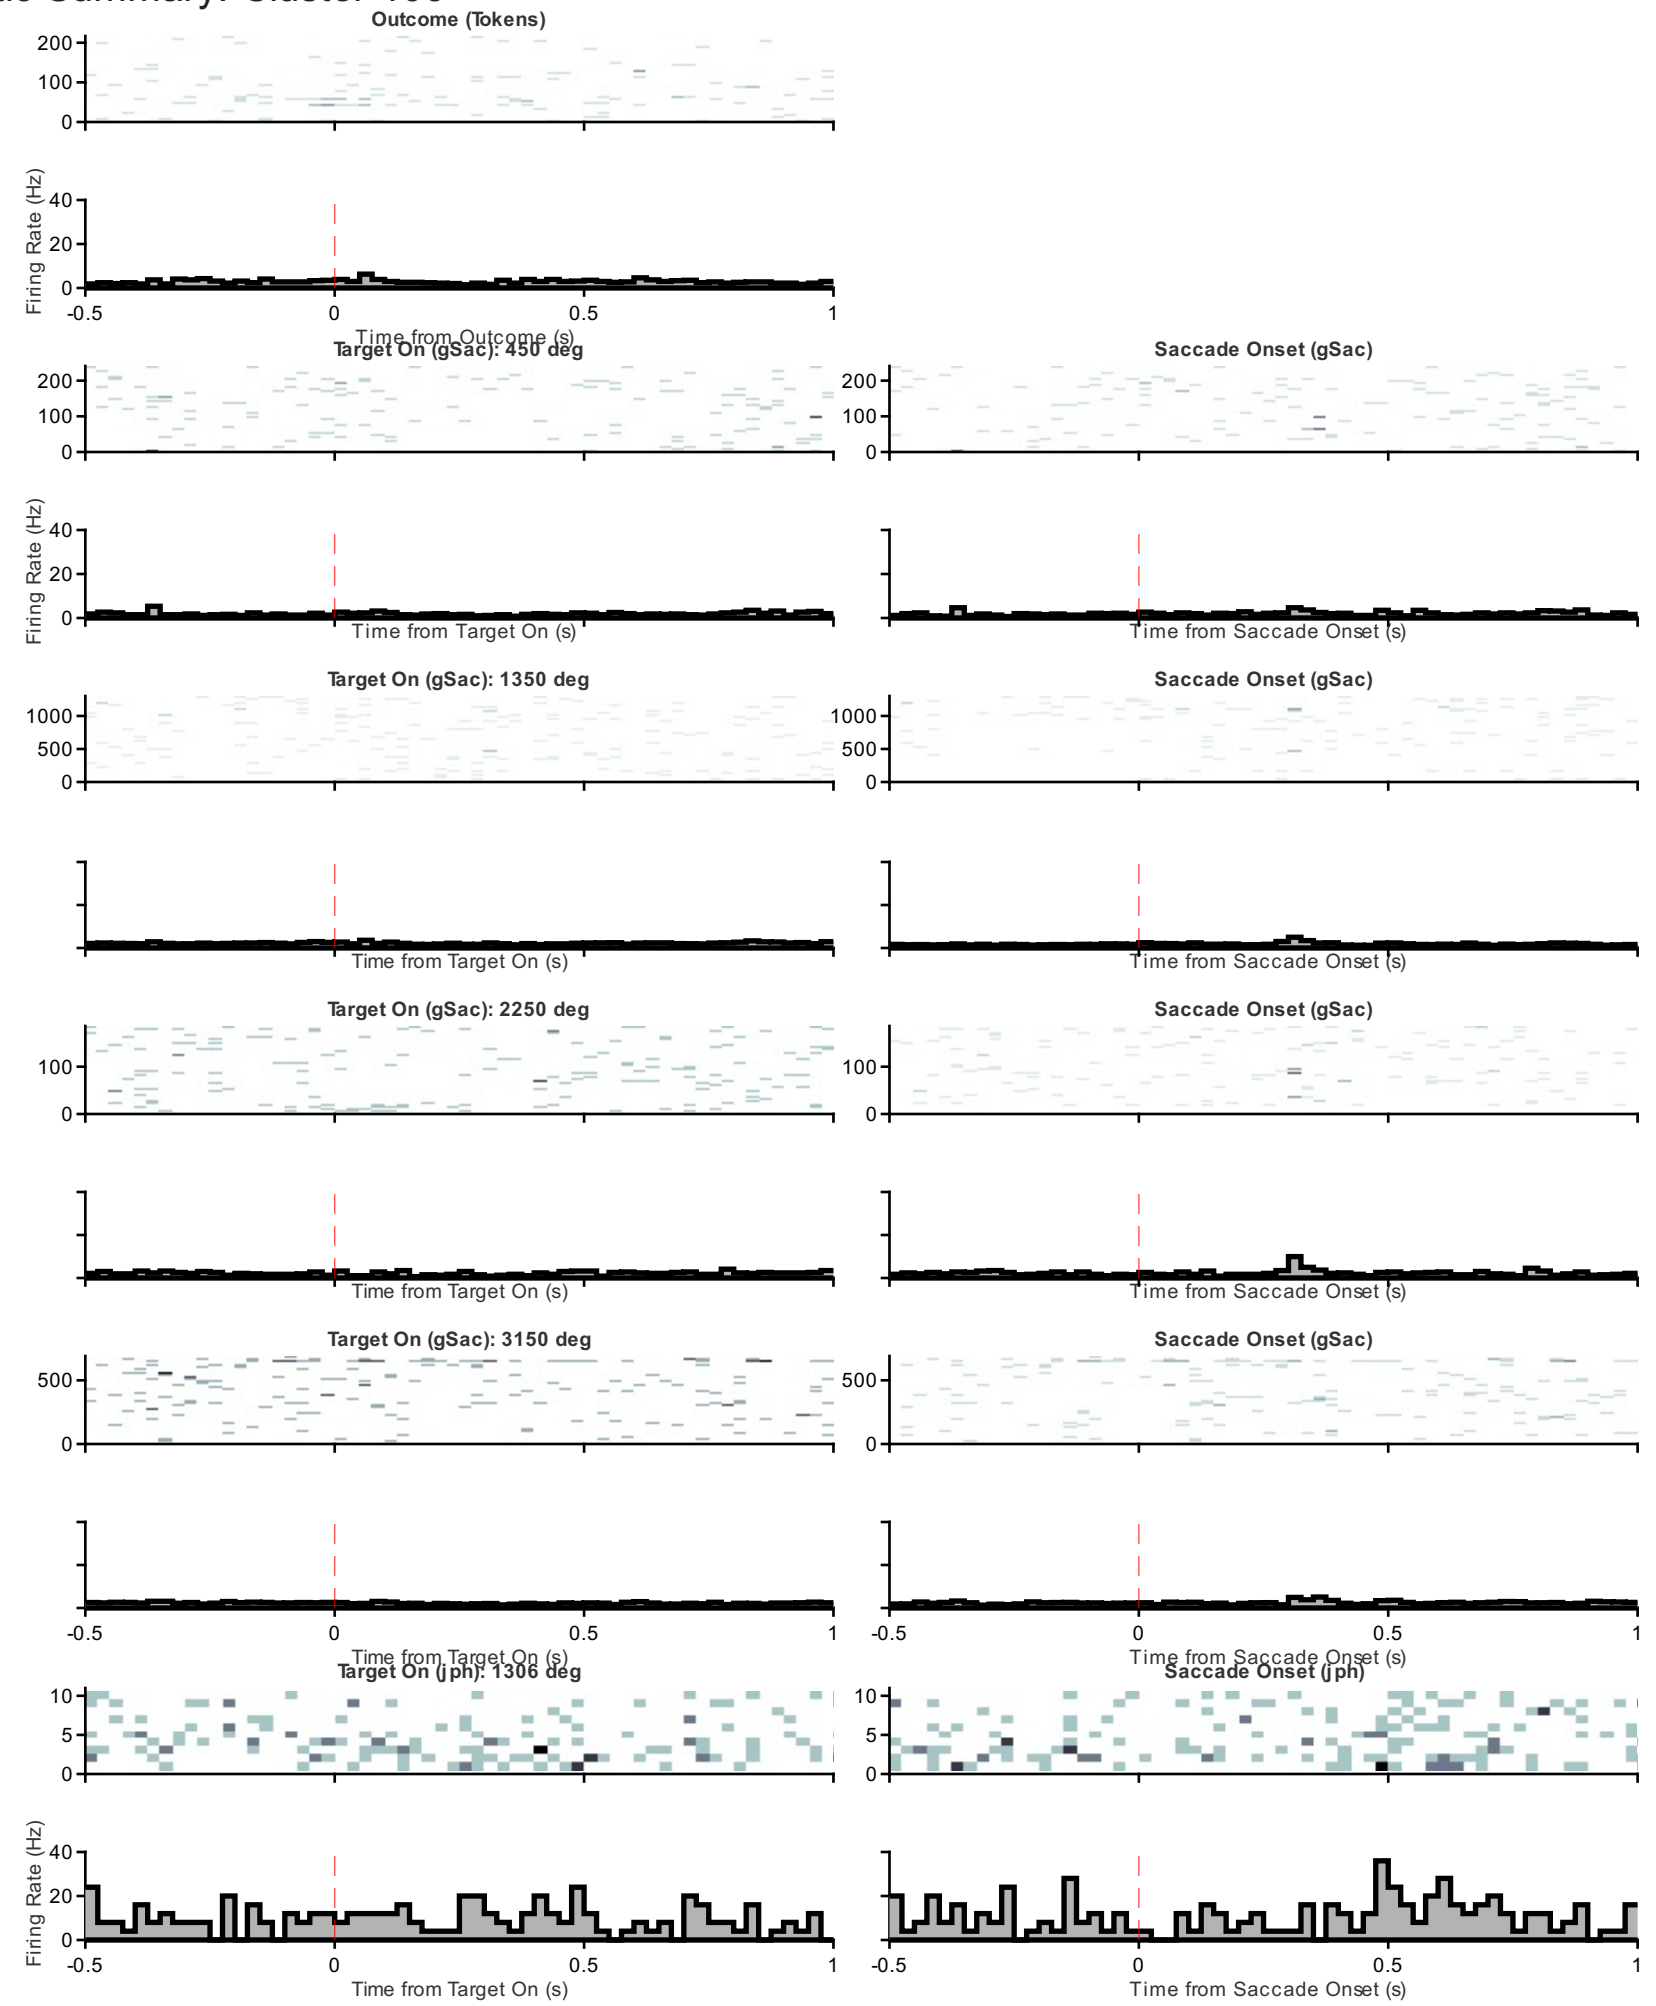 Summary: Cluster
Outcome (Tokens)
200
100
0
Firing Rate (Hz)
40
20
0
-0.5 0 0.5 1
Time from Outcome (s)
Target On (gSac): 450 deg Saccade Onset (gSac)
200 200
100 100
0 0
Firing Rate (Hz)
40
20
0
Time from Target On (s) Time from Saccade Onset (s)
Target On (gSac): 1350 deg Saccade Onset (gSac)
1000 1000
500 500
0 0
Time from Target On (s) Time from Saccade Onset (s)
Target On (gSac): 2250 deg Saccade Onset (gSac)
100 100
0 0
Time from Target On (s) Time from Saccade Onset (s)
Target On (gSac): 3150 deg Saccade Onset (gSac)
500 500
0 0
-0.5 0 0.5 1 -0.5 0 0.5 1
Time from Target On (s) Time from Saccade Onset (s)
Target On (jph): 1306 deg Saccade Onset (jph)
10 10
5 5
0 0
Firing Rate (Hz)
40
20
0
-0.5 0 0.5 1 -0.5 0 0.5 1
Time from Target On (s) Time from Saccade Onset (s)